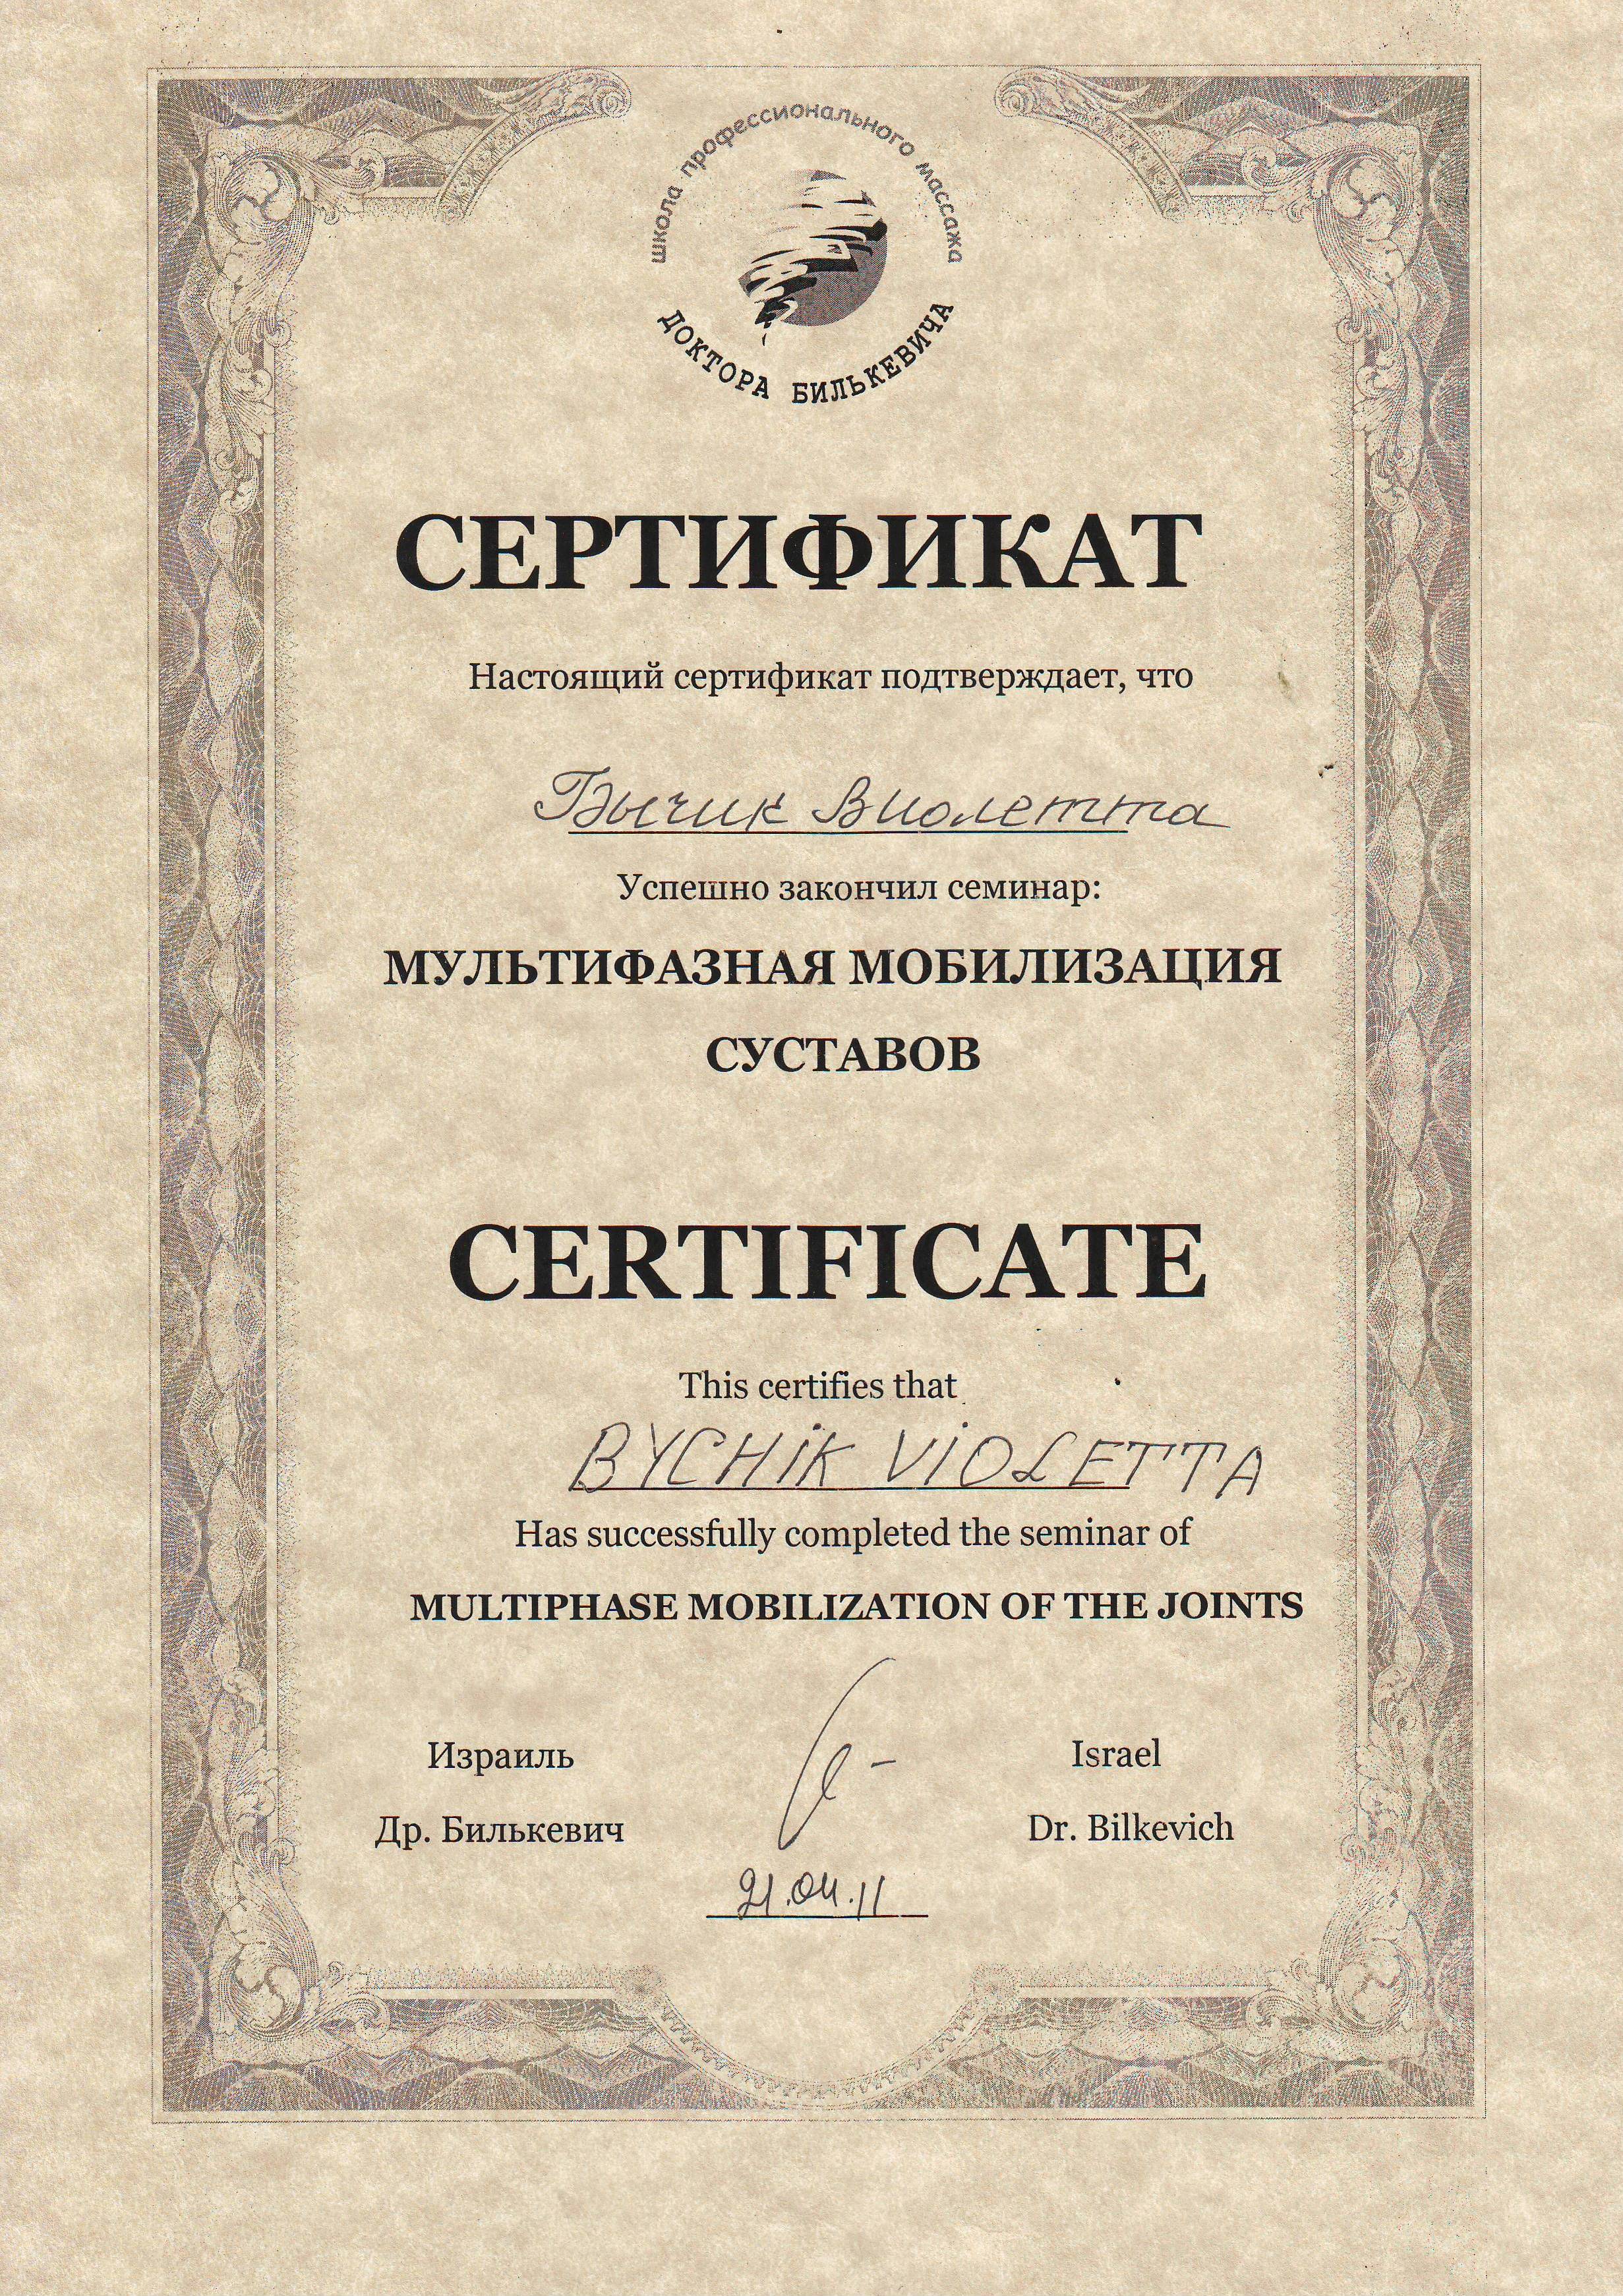 школа профессионального массажа
ДОКТОРА БИЛЬКЕВИЧА
СЕРТИФИКАТ
Настоящий сертификат подтверждает, что
Бычик Виолетта
Успешно закончил семинар:
МУЛЬТИФАЗНАЯ МОБИЛИЗАЦИЯ
СУСТАВОВ
CERTIFICATE
This certifies that
BYCHiK ViOLETTA
Has successfully completed the seminar of
MULTIPHASE MOBILIZATION OF THE JOINTS
Израиль
Др. Билькевич
Israel
Dr. Bilkevich
21.04.11